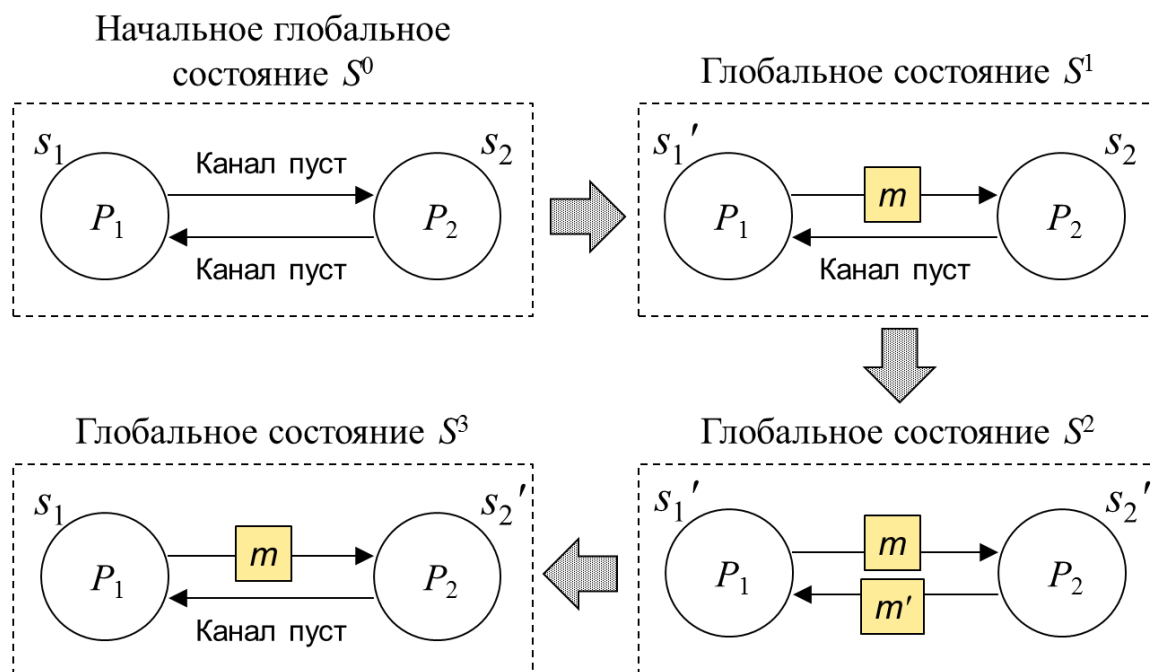 Начальное глобальное
состояние S⁰
s₁
Канал пуст
s₂
P₁
P₂
Канал пуст
Глобальное состояние S¹
s₁′
m
s₂
P₁
P₂
Канал пуст
Глобальное состояние S³
s₁
m
s₂′
P₁
P₂
Канал пуст
Глобальное состояние S²
s₁′
m
s₂′
P₁
P₂
m′